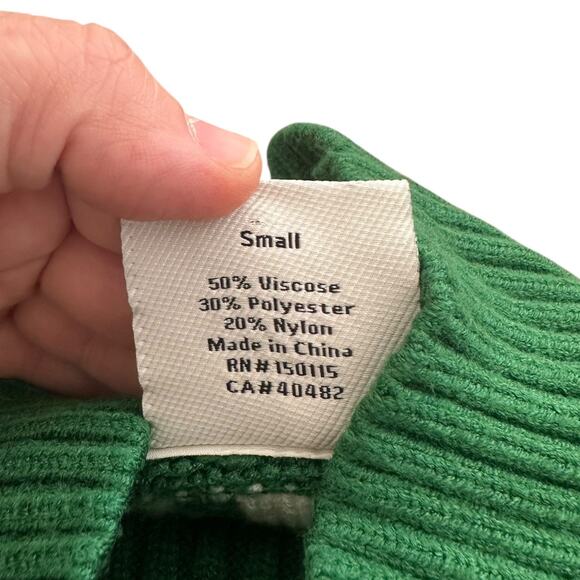 Small
50% Viscose
30% Polyester
20% Nylon
Made in China
RN# 150115
CA#40482